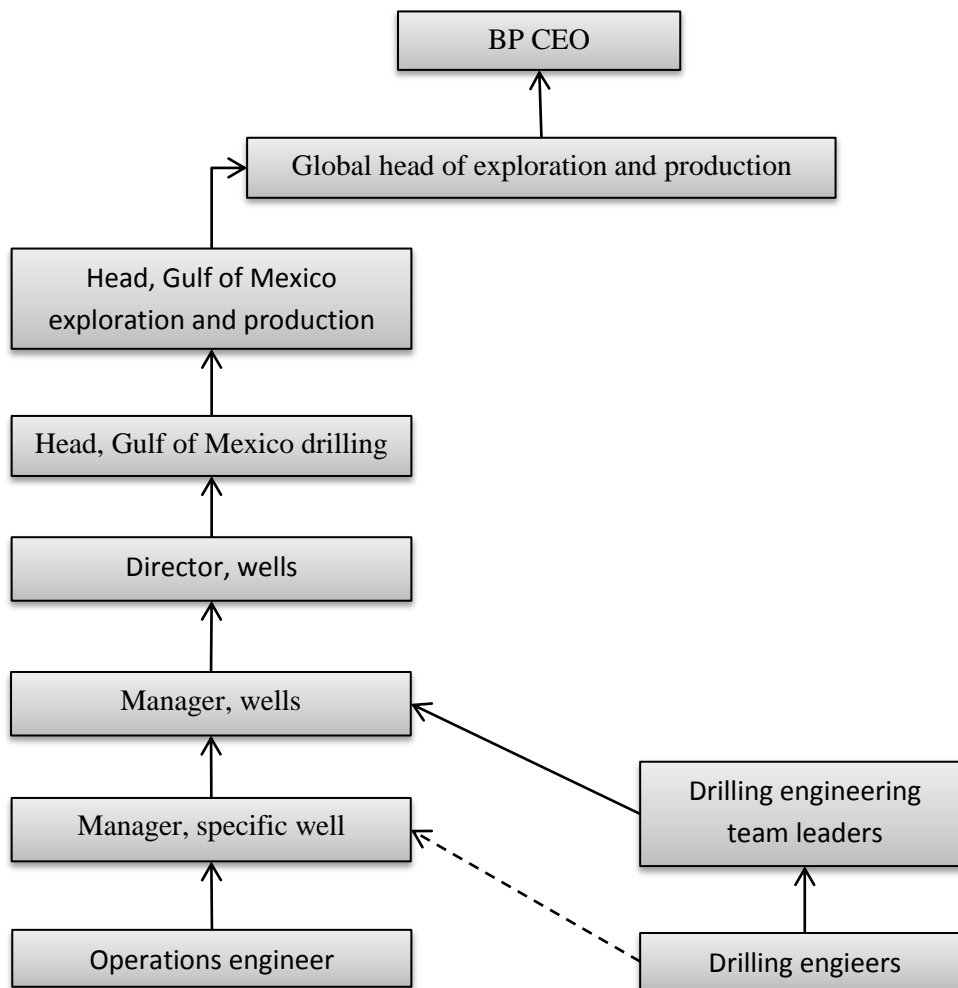 BP CEO
Global head of exploration and production
Head, Gulf of Mexico
exploration and production
Head, Gulf of Mexico drilling
Director, wells
Manager, wells
Manager, specific well
Drilling engineering
team leaders
Operations engineer
Drilling engieers